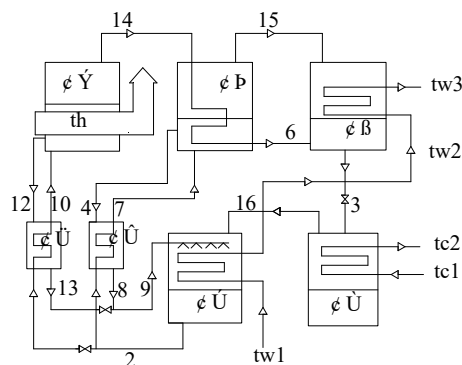 14
15
¢ Ý
¢ Þ
th
tw3
¢ ß
6
tw2
12
10
4
7
16
3
¢ Ü
¢ Û
tc2
tc1
13
8
9
¢ Ú
¢ Ù
2
tw1